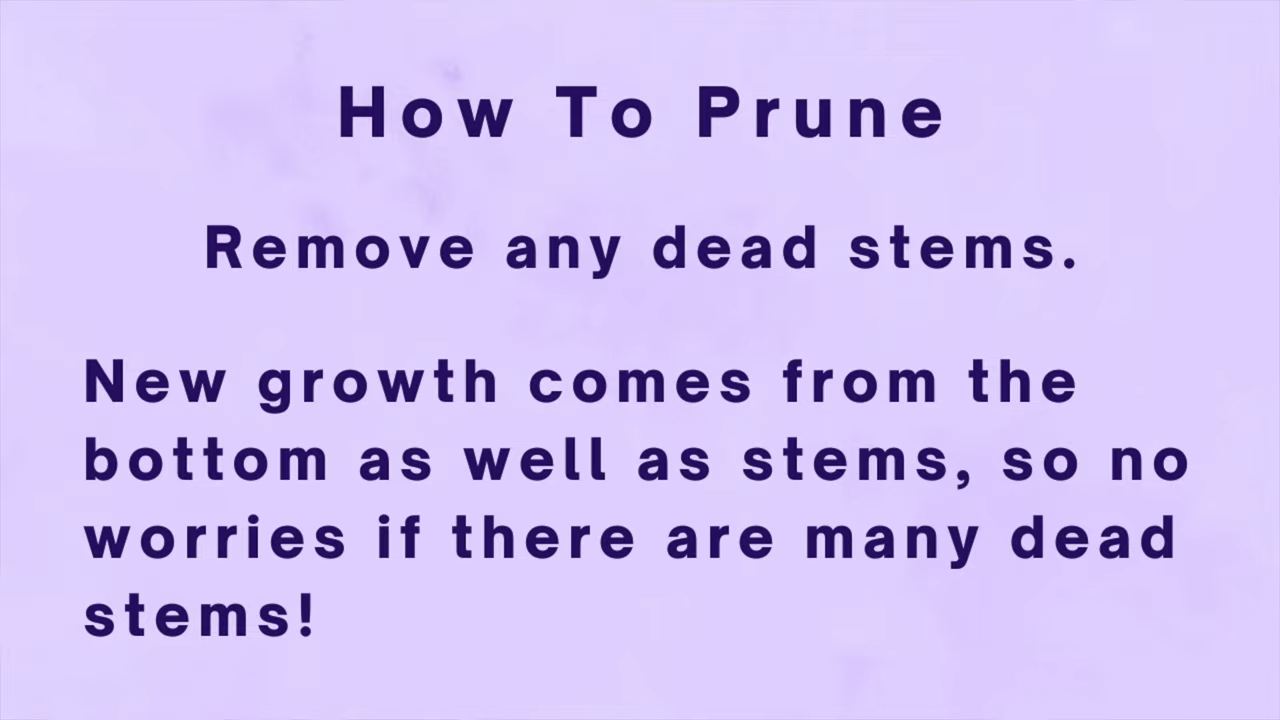 How To Prune
Remove any dead stems.
New growth comes from the
bottom as well as stems, so no
worries if there are many dead
stems!